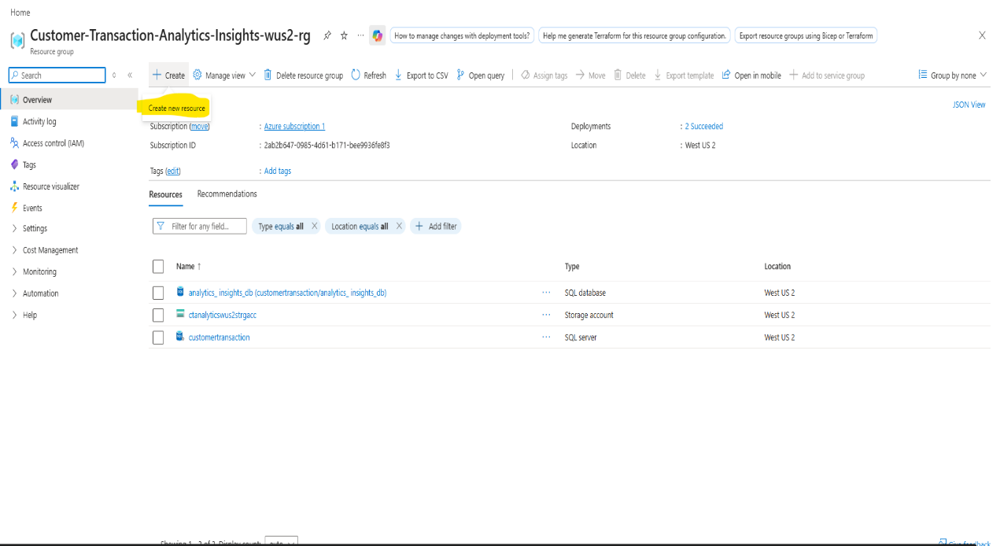 Home
Customer-Transaction-Analytics-Insights-wus2-rg
How to manage changes with deployment tools?
Help me generate Terraform for this resource group configuration.
Export resource groups using Bicep or Terraform
Resource group
Search
Create
Manage view
Delete resource group
Refresh
Export to CSV
Open query
Assign tags
Move
Delete
Export template
Open in mobile
Add to service group
Group by none
Overview
Activity log
Access control (IAM)
Tags
Resource visualizer
Events
Settings
Cost Management
Monitoring
Automation
Help
Create new resource
JSON View
Subscription (move) : Azure subscription 1
Subscription ID : 2ab2b647-0985-4d61-b171-bee9936fe8f3
Tags (edit) : Add tags
Deployments : 2 Succeeded
Location : West US 2
Resources Recommendations
Filter for any field...
Type equals all
Location equals all
Add filter
Name ↑ Type Location
analytics_ insights_db (customertransaction/analytics_ insights_db) SQL database West US 2
ctanalyticswus2strgacc Storage account West US 2
customertransaction SQL server West US 2
Display count: auto
Give feedback